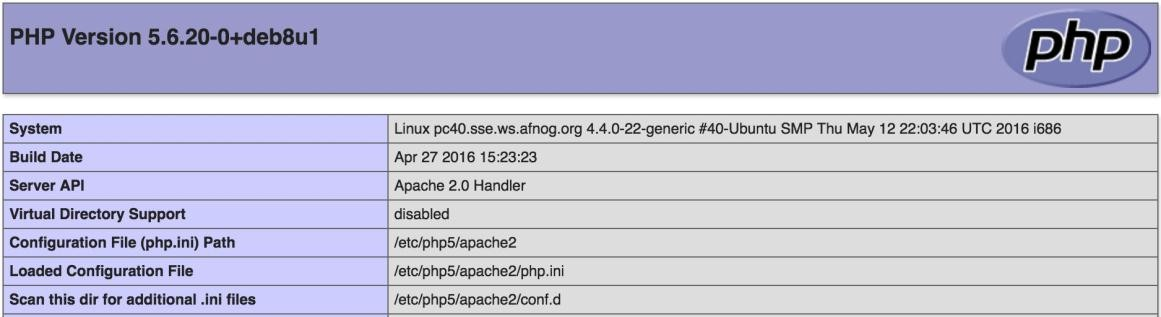 PHP Version 5.6.20-0+deb8u1
php
System Linux pc40.sse.ws.afnog.org 4.4.0-22-generic #40-Ubuntu SMP Thu May 12 22:03:46 UTC 2016 i686
Build Date Apr 27 2016 15:23:23
Server API Apache 2.0 Handler
Virtual Directory Support disabled
Configuration File (php.ini) Path /etc/php5/apache2
Loaded Configuration File /etc/php5/apache2/php.ini
Scan this dir for additional .ini files /etc/php5/apache2/conf.d